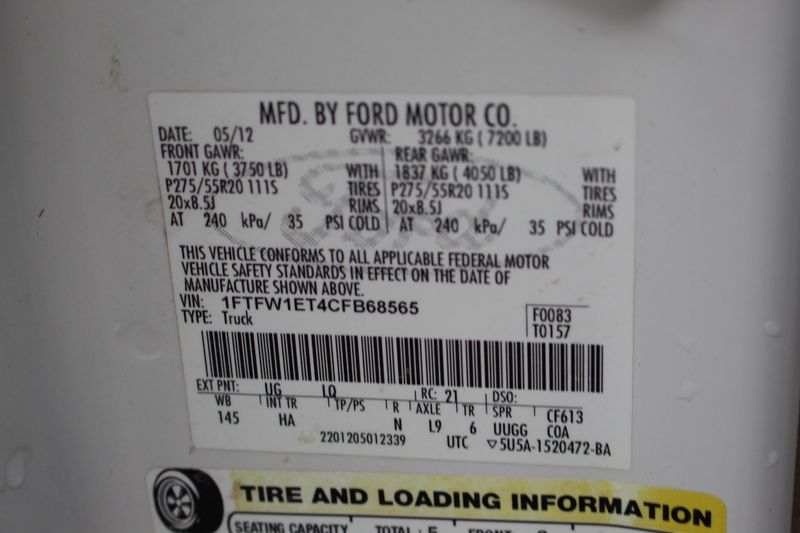 MFD. BY FORD MOTOR CO.
DATE: 05/12 GVWR: 3266 KG ( 7200 LB)
FRONT GAWR: REAR GAWR:
1701 KG ( 3750 LB) WITH 1837 KG ( 4050 LB) WITH
P275/55R20 111S TIRES P275/55R20 111S TIRES
20x8.5J RIMS 20x8.5J RIMS
AT 240 kPa/ 35 PSI COLD AT 240 kPa/ 35 PSI COLD
THIS VEHICLE CONFORMS TO ALL APPLICABLE FEDERAL MOTOR
VEHICLE SAFETY STANDARDS IN EFFECT ON THE DATE OF
MANUFACTURE SHOWN ABOVE.
VIN: 1FTFW1ET4CFB68565 F0083
TYPE: Truck T0157
EXT PNT: UG LQ RC: 21 DSO:
WB INT TR TP/PS R AXLE TR SPR CF613
145 HA N L9 6 UUGG COA
2201205012339 UTC ▽5U5A-1520472-BA
TIRE AND LOADING INFORMATION
SEATING CAPACITY TOTAL : 5 FRONT